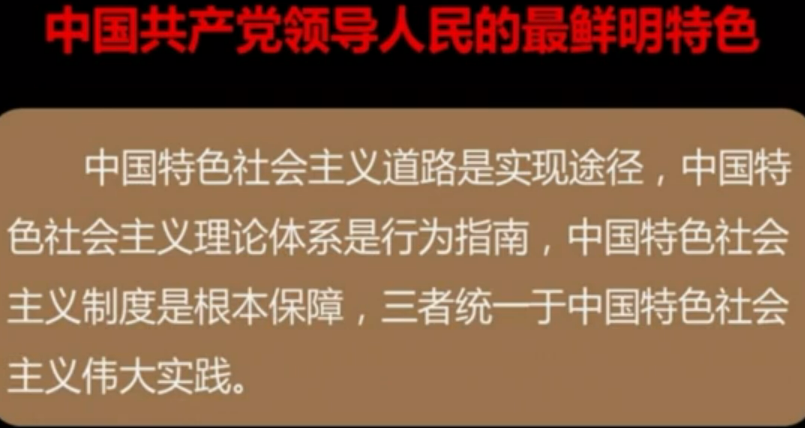 中国共产党领导人民的最鲜明特色
中国特色社会主义道路是实现途径，中国特
色社会主义理论体系是行为指南，中国特色社会
主义制度是根本保障，三者统一于中国特色社会
主义伟大实践。